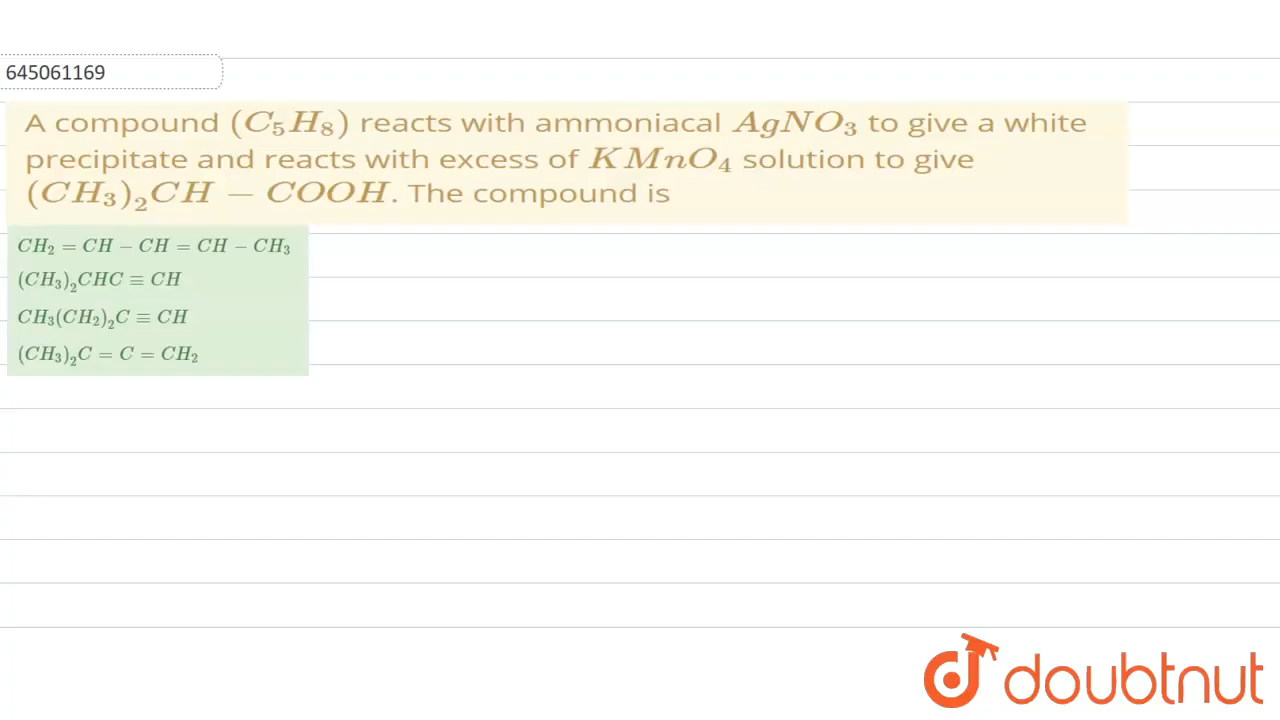 645061169
A compound (C₅H₈) reacts with ammoniacal AgNO₃ to give a white
precipitate and reacts with excess of KMnO₄ solution to give
(CH₃)₂CH − COOH. The compound is
CH₂ = CH − CH = CH − CH₃
(CH₃)₂CHC ≡ CH
CH₃(CH₂)₂C ≡ CH
(CH₃)₂C = C = CH₂
doubtnut